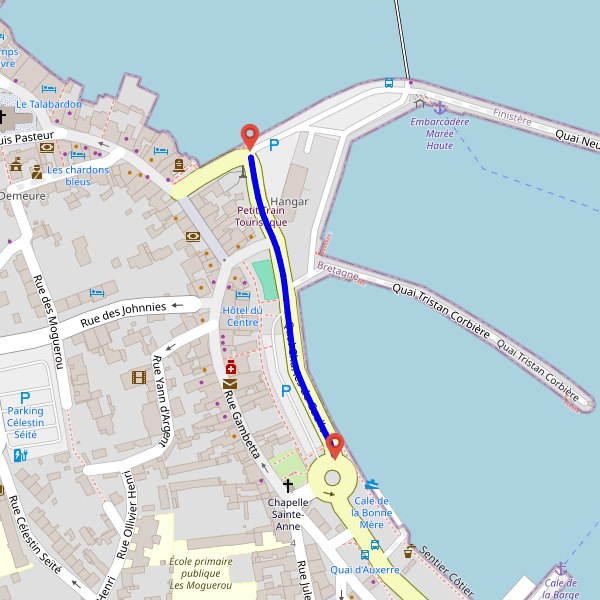 mps
vre
Le Talabardon
uis Pasteur
Les chardons
bleus
Demeure
P
Embarcadère
Marée
Haute
Finistère
Quai Neu
Hangar
Petit Train
Touristique
Bretagne
Quai Tristan Corbière
Quai Tristan Corbière
Rue des Moguerou
Rue des Johnnies
Hôtel du
Centre
Rue Yann d'Argent
P
Parking
Célestin
Séité
P
Rue Gambetta
Rue Ollivier Henri
Henri
Rue Célestin Seité
Chapelle
Sainte-
Anne
4
Cale de
la Bonne
Mère
École primaire
publique
Les Moguerou
Rue Jule
Quai d'Auxerre
Sentier Côtier
Cale de
la Barge